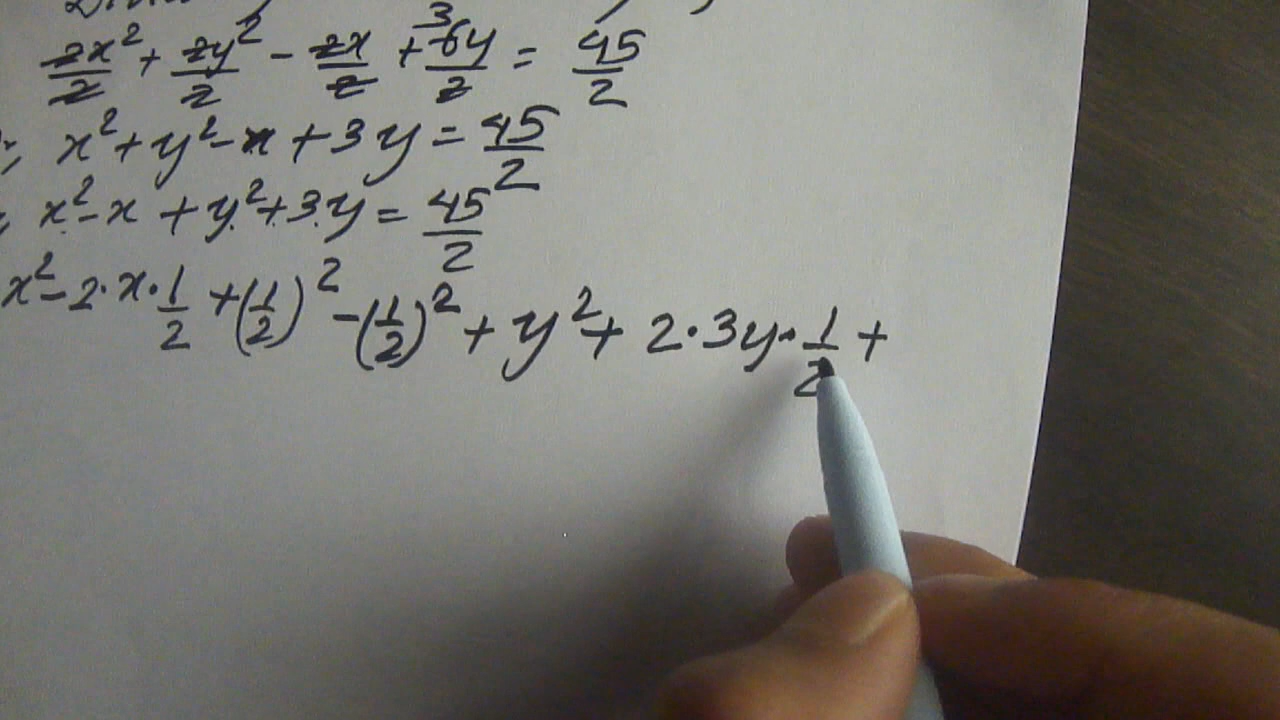 2x²/2 + 2y²/2 - 2x/2 + 3 6y/2 = 45/2
x² + y² - x + 3y = 45/2
x² - x + y² + 3y = 45/2
x² - 2·x·1/2 + (1/2)² - (1/2)² + y² + 2·3y·1/2 +